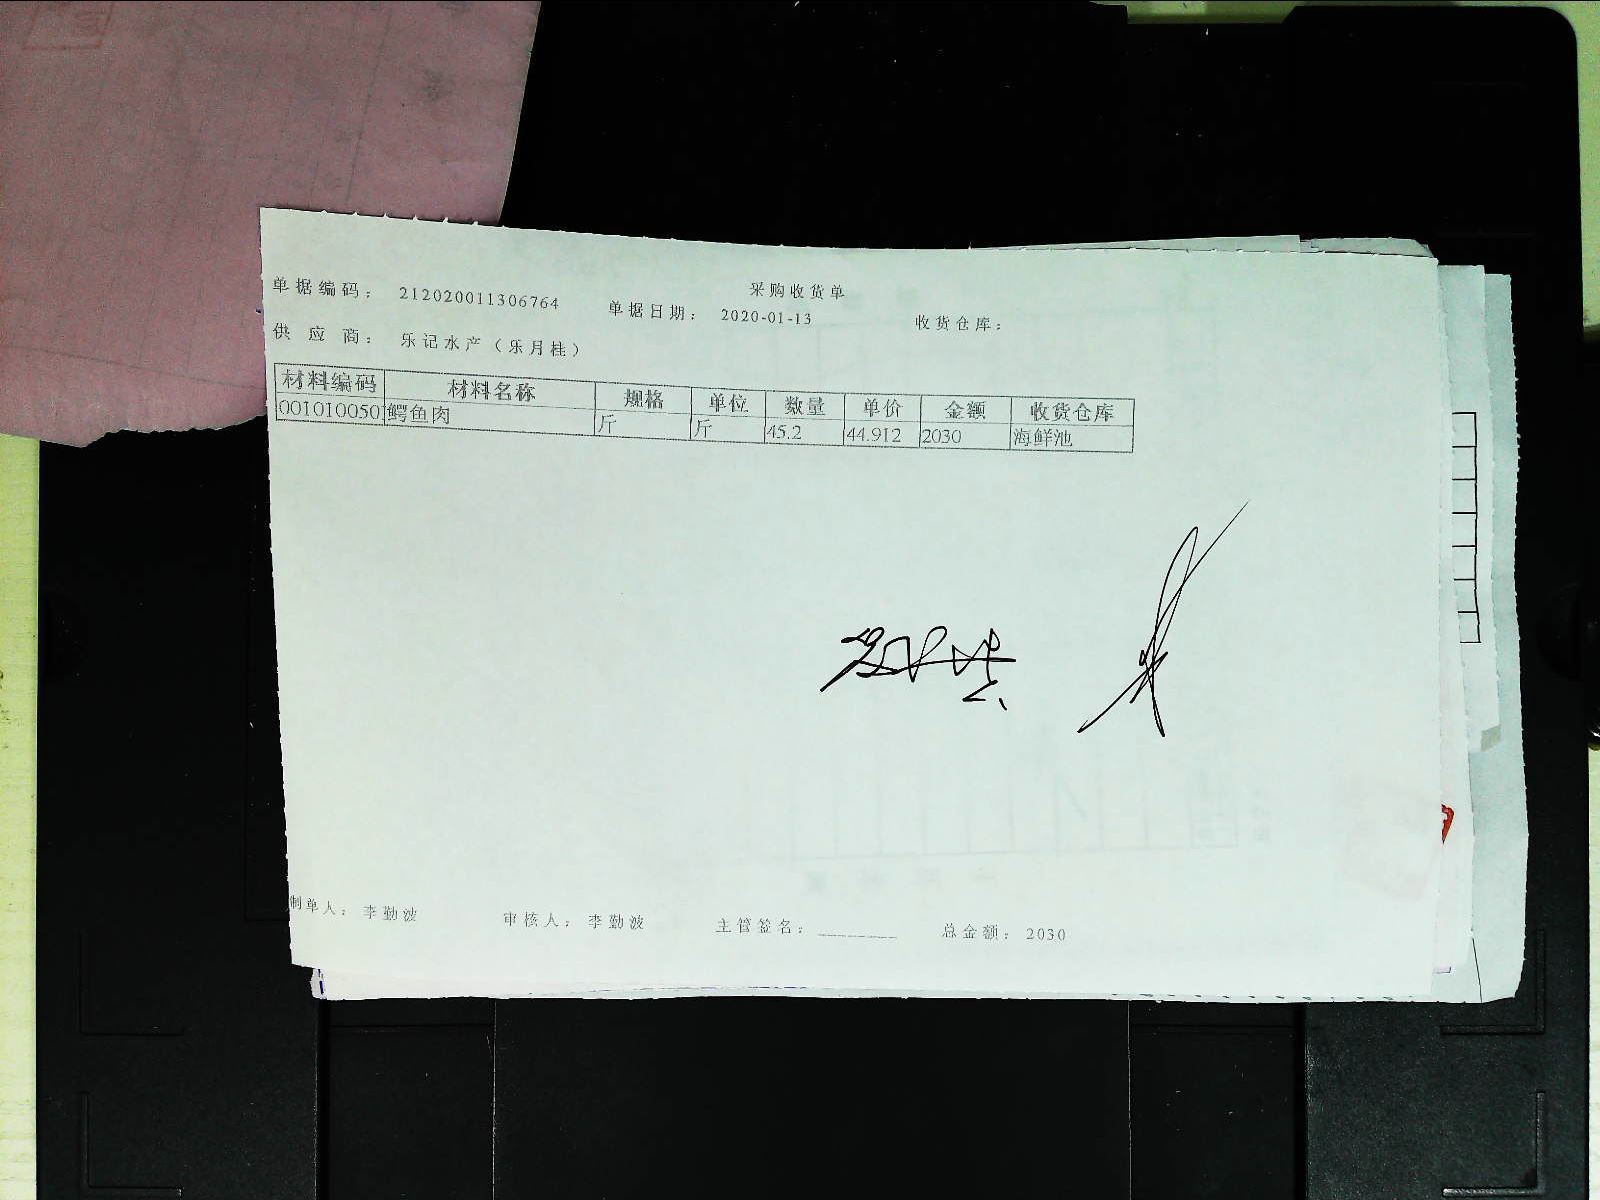 采购收货单
单据编码：212020011306764 单据日期：2020-01-13 收货仓库：
供应商：乐记水产（乐月桂）
材料编码 材料名称 规格 单位 数量 单价 金额 收货仓库
0010100501 鳄鱼肉 斤 斤 45.2 44.912 2030 海鲜池
制单人：李勤波 审核人：李勤波 主管签名：________ 总金额：2030